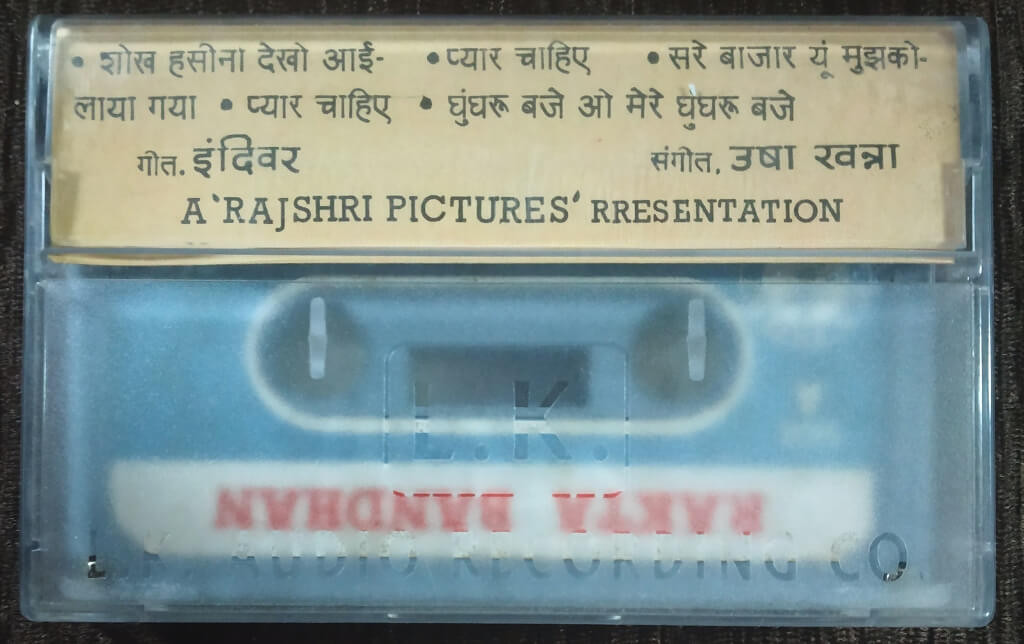 • शोख हसीना देखो आई- • प्यार चाहिए • सरे बाजार यूं मुझको-
लाया गया • प्यार चाहिए • घुंघरू बजे ओ मेरे घुंघरू बजे
गीत. इंदिवर संगीत. उषा खन्ना
A 'RAJSHRI PICTURES' RRESENTATION
L.K.
RAKTA BANDHAN
L.K. AUDIO RECORDING CO.